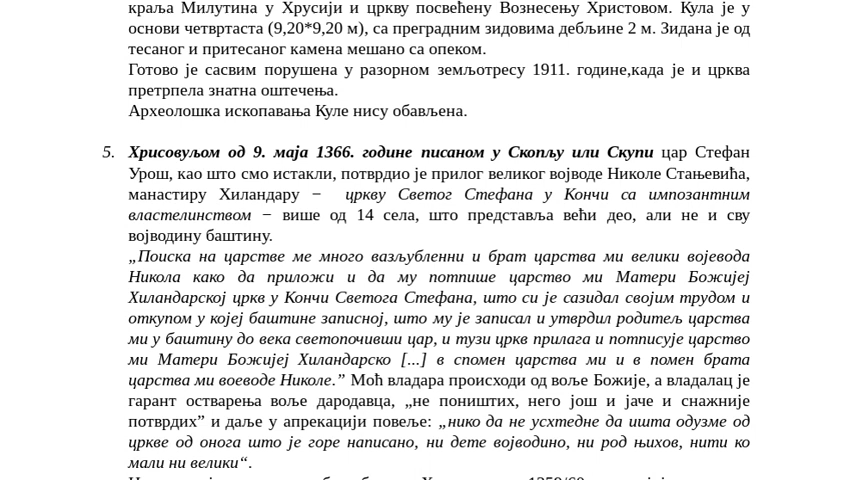 краља Милутина у Хрусији и цркву посвећену Вознесењу Христовом. Кула је у
основи четвртаста (9,20*9,20 м), са преградним зидовима дебљине 2 м. Зидана је од
тесаног и притесаног камена мешано са опеком.
Готово је сасвим порушена у разорном земљотресу 1911. године,када је и црква
претрпела знатна оштечења.
Археолошка ископавања Куле нису обављена.
5. Хрисовуљом од 9. маја 1366. године писаном у Скопљу или Скупи цар Стефан
Урош, као што смо истакли, потврдио је прилог великог војводе Николе Стањевића,
манастиру Хиландару − цркву Светог Стефана у Кончи са импозантним
властелинством − више од 14 села, што представља већи део, али не и сву
војводину баштину.
„Поиска на царстве ме много вазљубленни и брат царства ми велики војевода
Никола како да приложи и да му потпише царство ми Матери Божијеј
Хиландарској цркв у Кончи Светога Стефана, што си је сазидал својим трудом и
откупом у којеј баштине записној, што му је записал и утврдил родитељ царства
ми у баштину до века светопочивши цар, и тузи цркв прилага и потписује царство
ми Матери Божијеј Хиландарско [...] в спомен царства ми и в помен брата
царства ми воеводе Николе.” Моћ владара происходи од воље Божије, а владалац је
гарант остварења воље дародавца, „не поништих, него још и јаче и снажније
потврдих” и даље у апрекацији повеље: „нико да не усхтедне да ишта одузме од
цркве од онога што је горе написано, ни дете војводино, ни род њихов, нити ко
мали ни велики“.